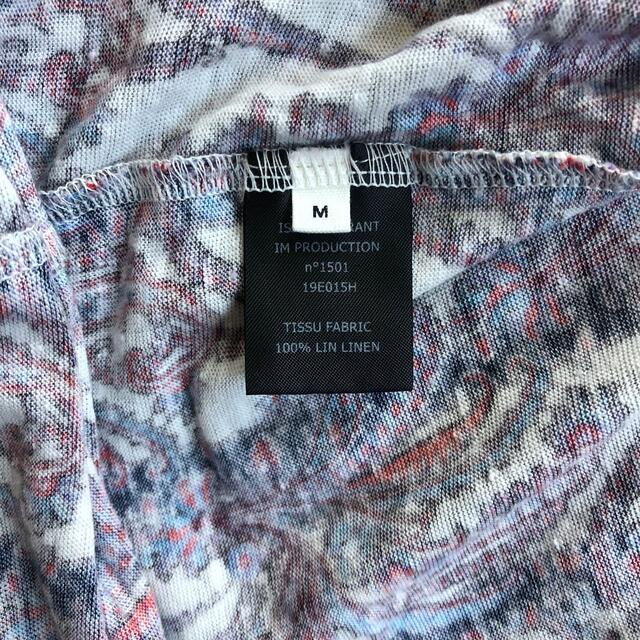 M
IM PRODUCTION
n°1501
19E015H
TISSU FABRIC
100% LIN LINEN